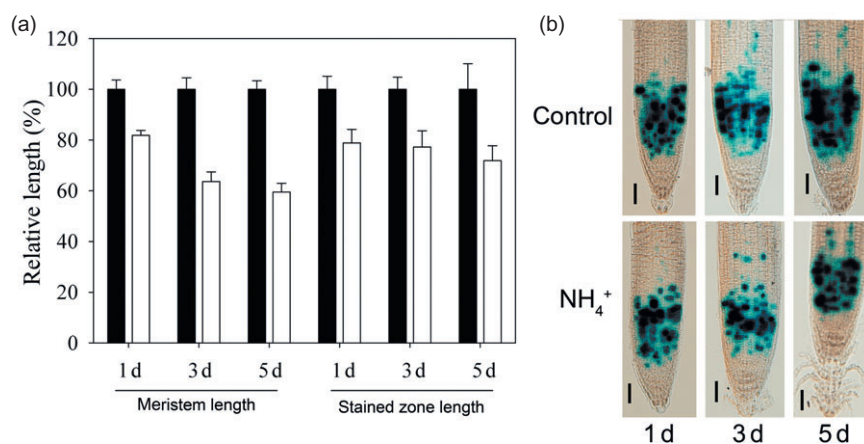 (a)
120
100
80
60
40
20
0
Relative length (%)
1 d 3 d 5 d 1 d 3 d 5 d
Meristem length Stained zone length
(b)
Control
NH₄⁺
1 d 3 d 5 d